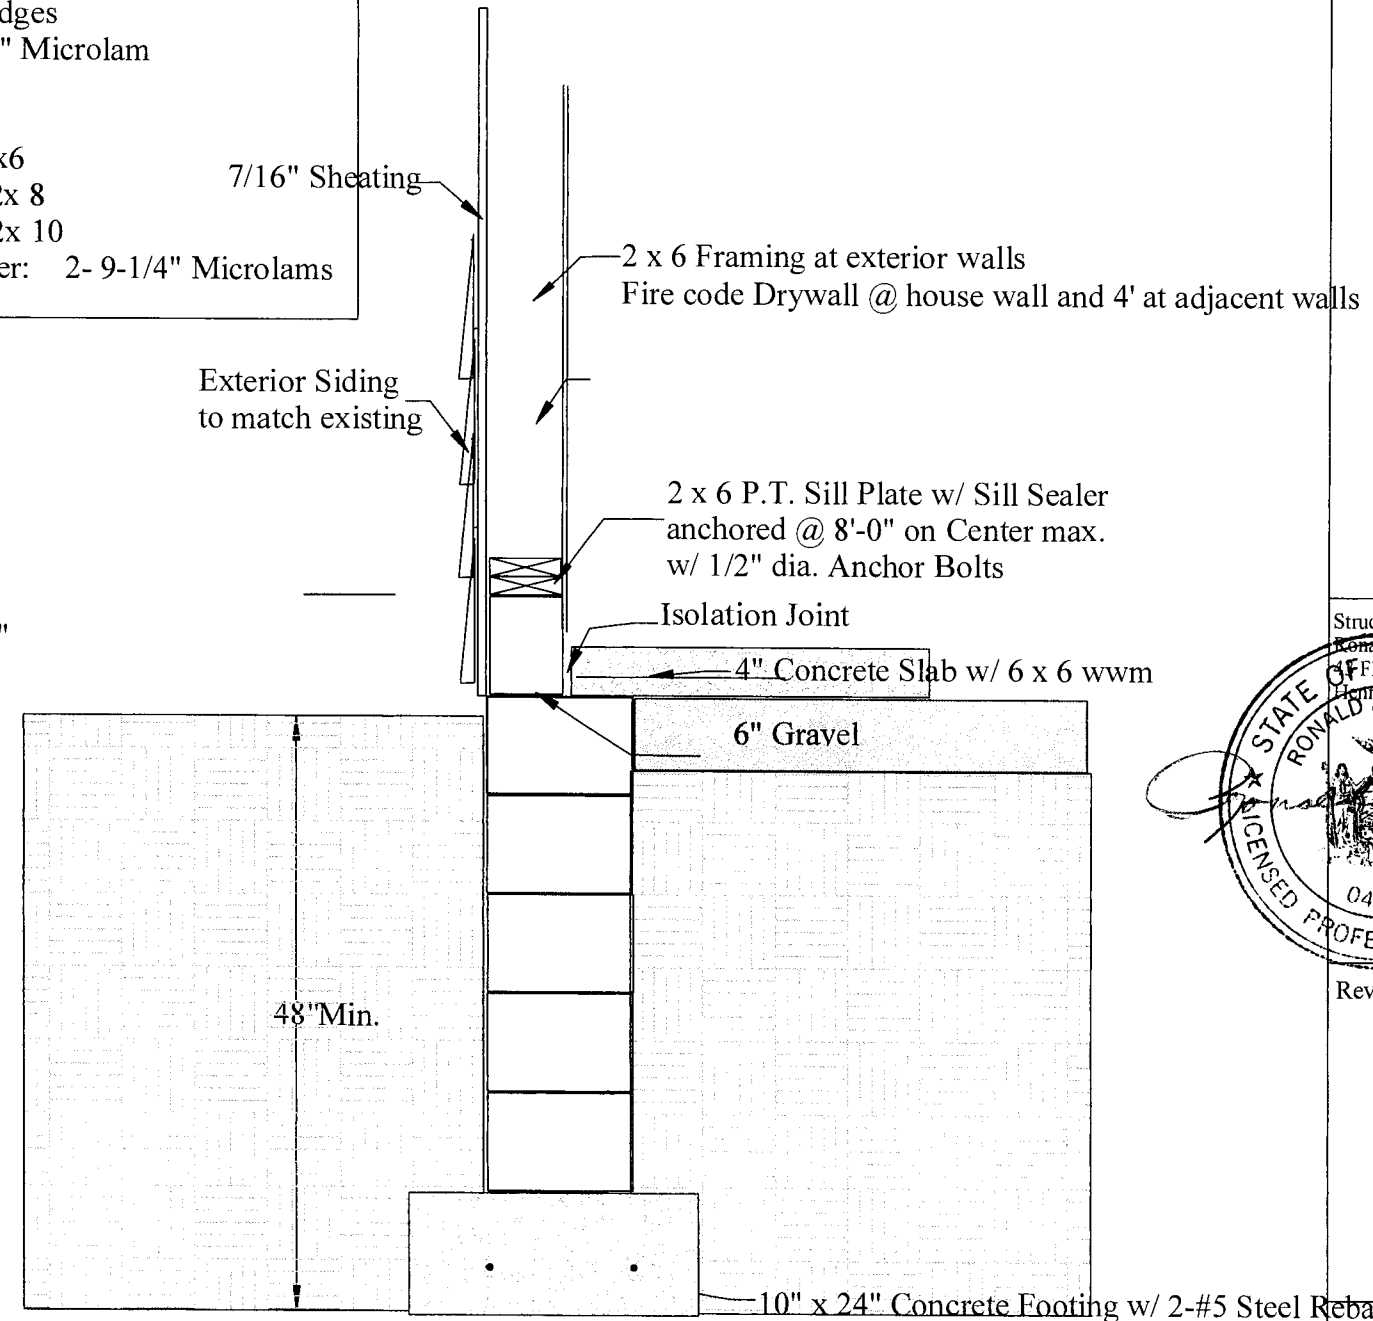 dges
" Microlam
x6
2x 8
2x 10
er: 2- 9-1/4" Microlams
7/16" Sheating
2 x 6 Framing at exterior walls
Fire code Drywall @ house wall and 4' at adjacent walls
Exterior Siding
to match existing
2 x 6 P.T. Sill Plate w/ Sill Sealer
anchored @ 8'-0" on Center max.
w/ 1/2" dia. Anchor Bolts
"
Isolation Joint
4" Concrete Slab w/ 6 x 6 wwm
6" Gravel
48"Min.
10" x 24" Concrete Footing w/ 2-#5 Steel Reba
Struc
Rona
Henr
STATE OF
RONALD
LICENSED PROFE
04
Rev